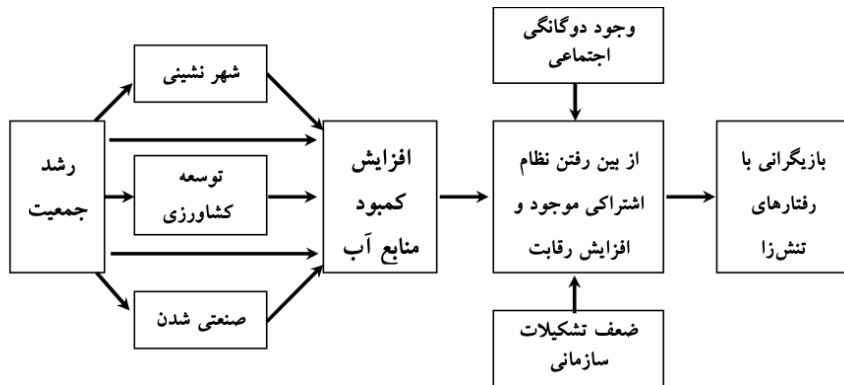 رشد
جمعیت
شهر نشینی
توسعه
کشاورزی
صنعتی شدن
افزایش
کمبود
منابع آب
وجود دوگانگی
اجتماعی
از بین رفتن نظام
اشتراکی موجود و
افزایش رقابت
ضعف تشکیلات
سازمانی
بازیگرانی با
رفتارهای
تنش‌زا